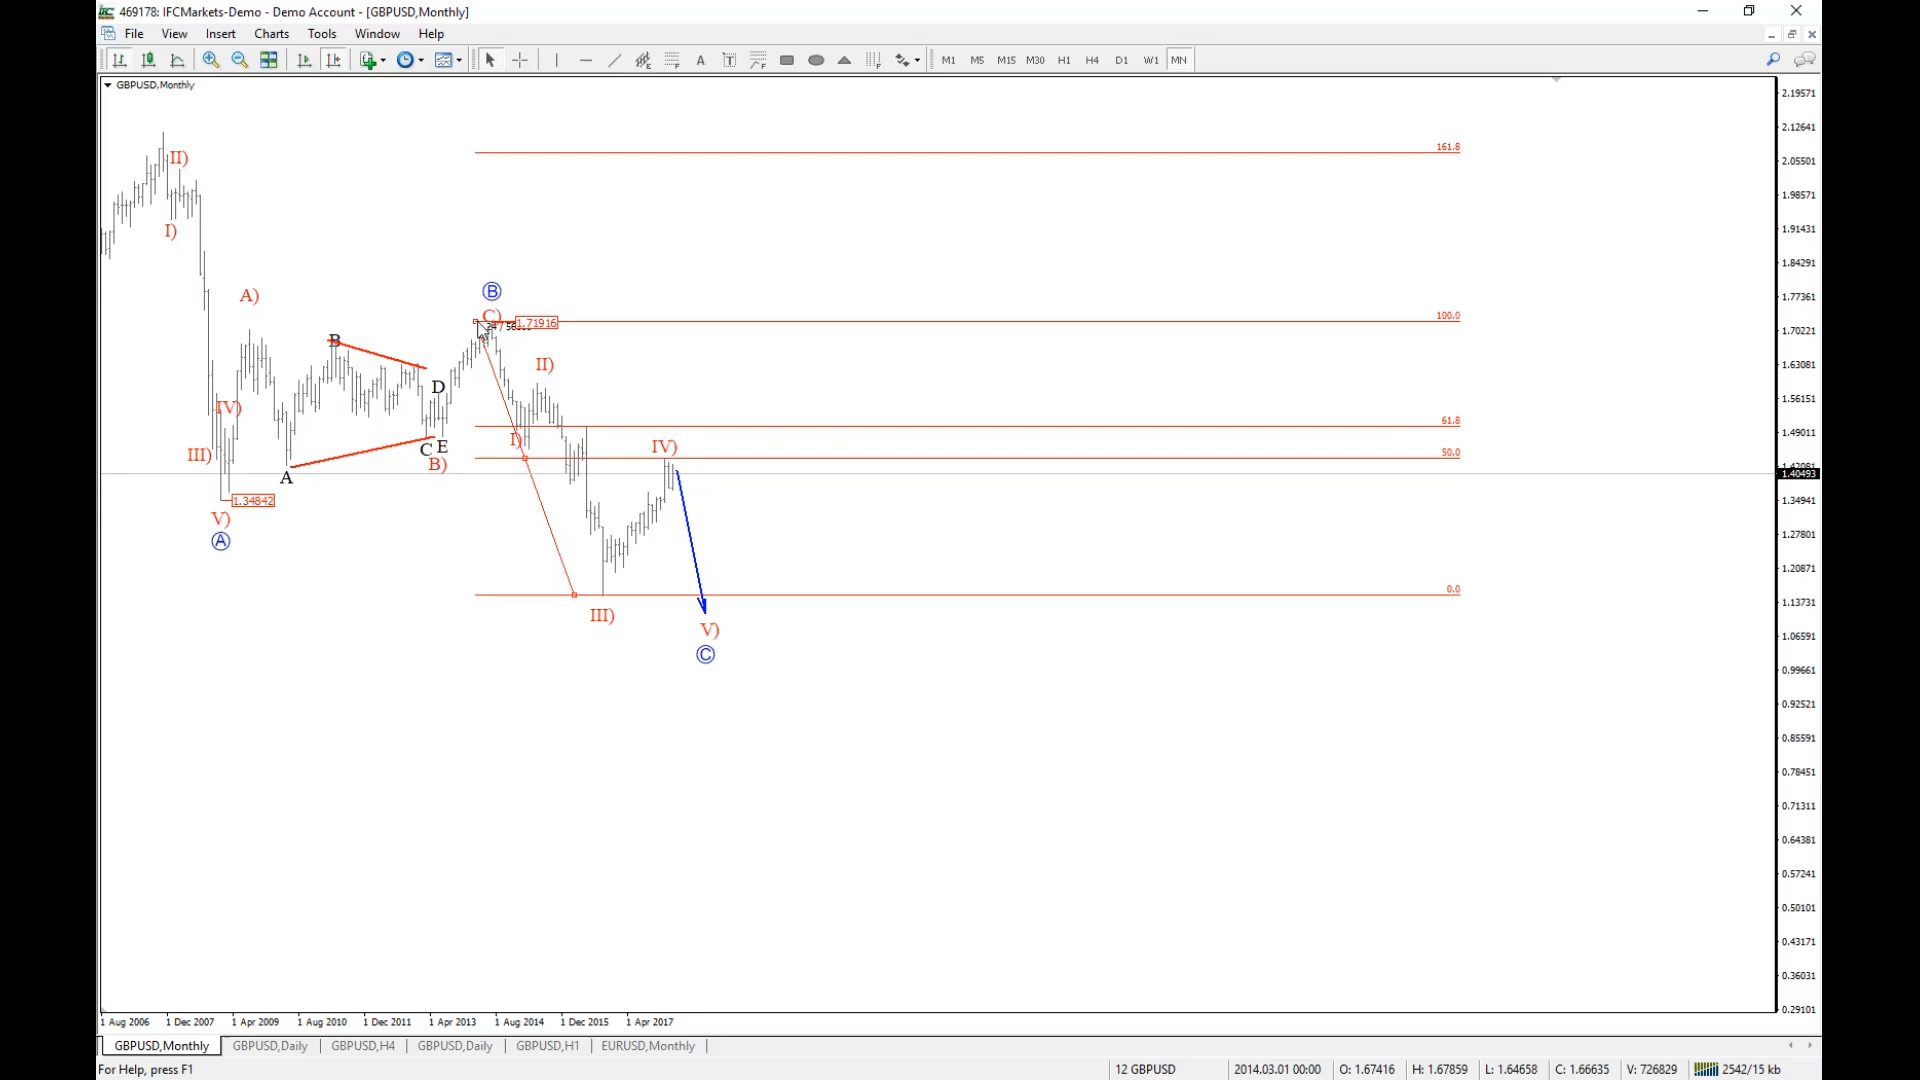 469178: IFCMarkets-Demo - Demo Account - [GBPUSD,Monthly]
File View Insert Charts Tools Window Help
A T M1 M5 M15 M30 H1 H4 D1 W1 MN
GBPUSD,Monthly
2.19571
2.12641
161.8
II)
2.05501
1.98571
I)
1.91431
1.84291
A)
B
1.77361
C)
1.71916
100.0
1.70221
B
II)
1.63081
D
1.56151
IV)
61.8
1.49011
I)
C E
IV)
50.0
III)
B)
A
1.40493
1.34842
1.34941
V)
A
1.27801
1.20871
0.0
1.13731
III)
V)
1.06591
C
0.99661
0.92521
0.85591
0.78451
0.71311
0.64381
0.57241
0.50101
0.43171
0.36031
0.29101
1 Aug 2006 1 Dec 2007 1 Apr 2009 1 Aug 2010 1 Dec 2011 1 Apr 2013 1 Aug 2014 1 Dec 2015 1 Apr 2017
GBPUSD,Monthly GBPUSD,Daily GBPUSD,H4 GBPUSD,Daily GBPUSD,H1 EURUSD,Monthly
For Help, press F1 12 GBPUSD 2014.03.01 00:00 O: 1.67416 H: 1.67859 L: 1.64658 C: 1.66635 V: 726829 2542/15 kb